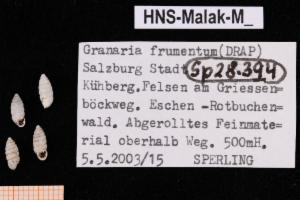 HNS-Malak-M_
Granaria frumentum(DRAP)
Salzburg Stadt Sp28.394
Kühberg.Felsen am Griessen=
böckweg. Eschen -Rotbuchen=
wald. Abgerolltes Feinmate=
rial oberhalb Weg. 500mH.
5.5.2003/15 SPERLING